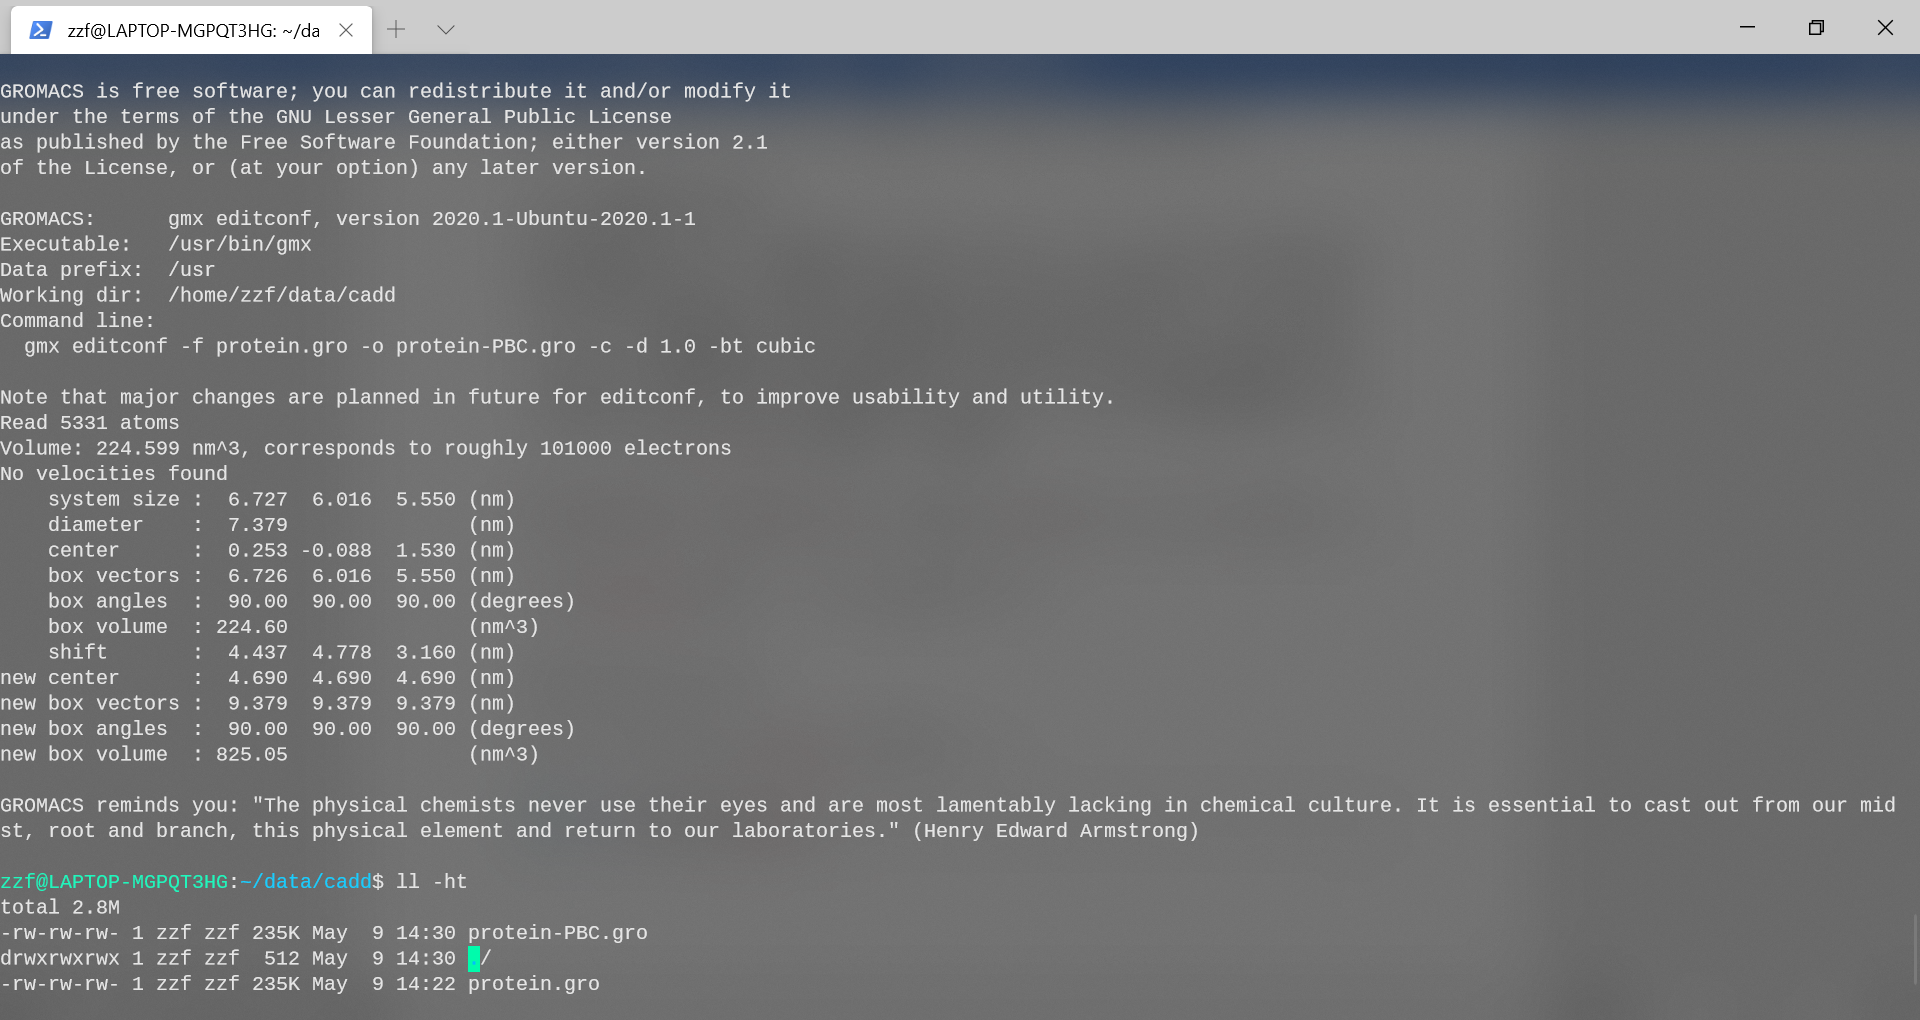 zzf@LAPTOP-MGPQT3HG: ~/da
GROMACS is free software; you can redistribute it and/or modify it
under the terms of the GNU Lesser General Public License
as published by the Free Software Foundation; either version 2.1
of the License, or (at your option) any later version.
GROMACS:      gmx editconf, version 2020.1-Ubuntu-2020.1-1
Executable:   /usr/bin/gmx
Data prefix:  /usr
Working dir:  /home/zzf/data/cadd
Command line:
  gmx editconf -f protein.gro -o protein-PBC.gro -c -d 1.0 -bt cubic
Note that major changes are planned in future for editconf, to improve usability and utility.
Read 5331 atoms
Volume: 224.599 nm^3, corresponds to roughly 101000 electrons
No velocities found
    system size :  6.727  6.016  5.550 (nm)
    diameter    :  7.379               (nm)
    center      :  0.253 -0.088  1.530 (nm)
    box vectors :  6.726  6.016  5.550 (nm)
    box angles  :  90.00  90.00  90.00 (degrees)
    box volume  : 224.60               (nm^3)
    shift       :  4.437  4.778  3.160 (nm)
new center      :  4.690  4.690  4.690 (nm)
new box vectors :  9.379  9.379  9.379 (nm)
new box angles  :  90.00  90.00  90.00 (degrees)
new box volume  : 825.05               (nm^3)
GROMACS reminds you: "The physical chemists never use their eyes and are most lamentably lacking in chemical culture. It is essential to cast out from our mid
st, root and branch, this physical element and return to our laboratories." (Henry Edward Armstrong)
zzf@LAPTOP-MGPQT3HG:~/data/cadd$ ll -ht
total 2.8M
-rw-rw-rw- 1 zzf zzf 235K May  9 14:30 protein-PBC.gro
drwxrwxrwx 1 zzf zzf  512 May  9 14:30 ./
-rw-rw-rw- 1 zzf zzf 235K May  9 14:22 protein.gro